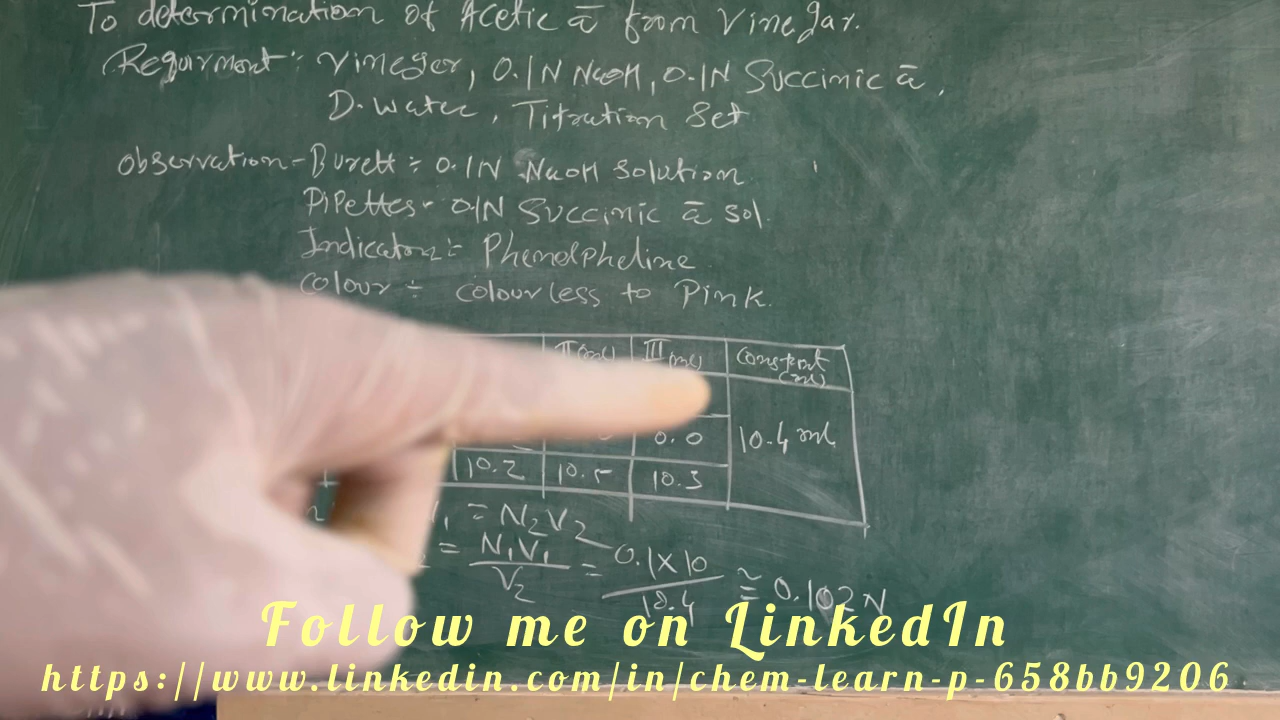 To determination of Acetic ā from Vinegar.
Requirment: Vineger, 0.1N NaOH, 0.1N Succinic ā,
D. water, Titration Set
Observation - Burett : 0.1N NaOH Solution
Pipettes - 0.1N Succinic ā sol.
Indicator : Phenolpheline
Colour ÷ Colourless to Pink.
II (ml) III (ml) Constant (ml)
0.0 10.4 ml
10.2 10.5 10.3
= N₂V₂
= N₁V₁/V₂ = 0.1X10/10.4 ≅ 0.102N
Follow me on LinkedIn
https://www.linkedin.com/in/chem-learn-p-658bb9206